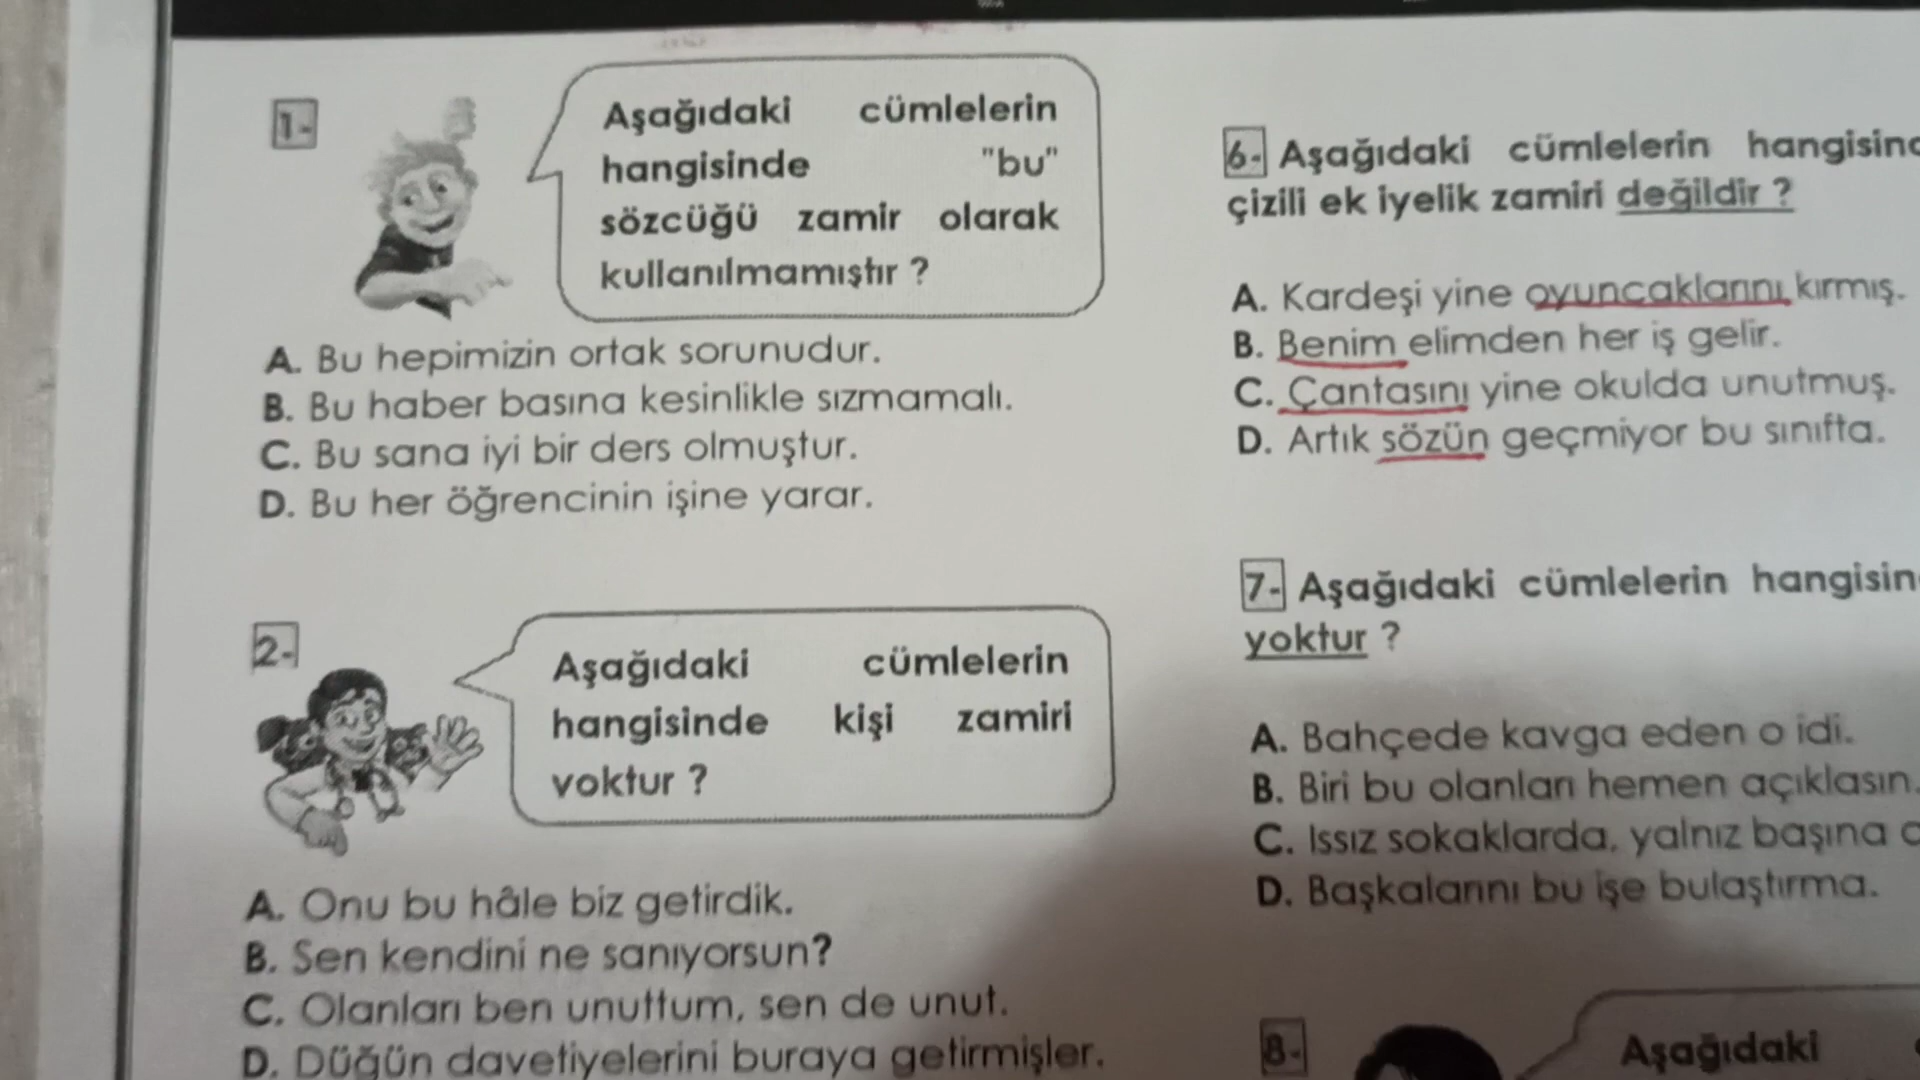 1-
Aşağıdaki cümlelerin
hangisinde "bu"
sözcüğü zamir olarak
kullanılmamıştır ?
A. Bu hepimizin ortak sorunudur.
B. Bu haber basına kesinlikle sızmamalı.
C. Bu sana iyi bir ders olmuştur.
D. Bu her öğrencinin işine yarar.
2-
Aşağıdaki cümlelerin
hangisinde kişi zamiri
yoktur ?
A. Onu bu hâle biz getirdik.
B. Sen kendini ne sanıyorsun?
C. Olanları ben unuttum, sen de unut.
D. Düğün davetiyelerini buraya getirmişler.
6- Aşağıdaki cümlelerin
çizili ek iyelik zamiri değildir ?
A. Kardeşi yine oyuncaklarını kırmış.
B. Benim elimden her iş gelir.
C. Çantasını yine okulda unutmuş.
D. Artık sözün geçmiyor bu sınıfta.
7- Aşağıdaki cümlelerin
yoktur ?
A. Bahçede kavga eden o idi.
B. Biri bu olanları hemen açıklasın.
C. Issız sokaklarda, yalnız başına
D. Başkalarını bu işe bulaştırma.
8-
Aşağıdaki